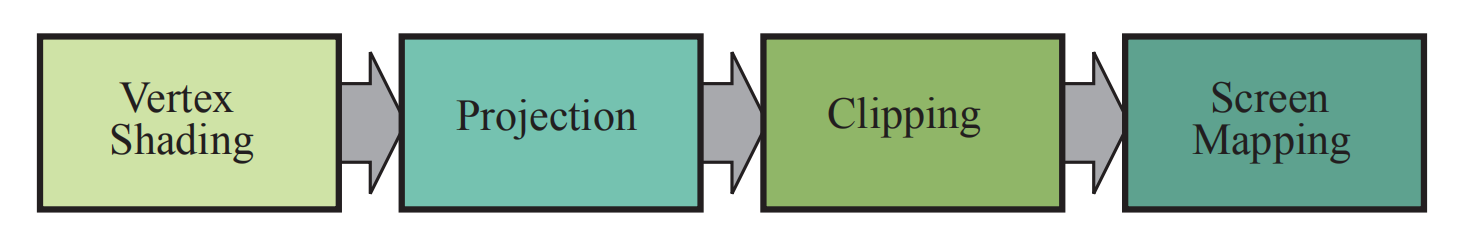 Vertex
Shading
Projection
Clipping
Screen
Mapping